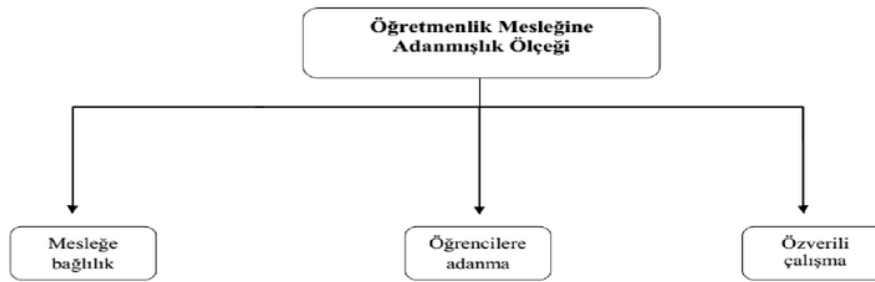 Öğretmenlik Mesleğine
Adanmışlık Ölçeği
Mesleğe
bağlılık
Öğrencilere
adanma
Özverili
çalışma